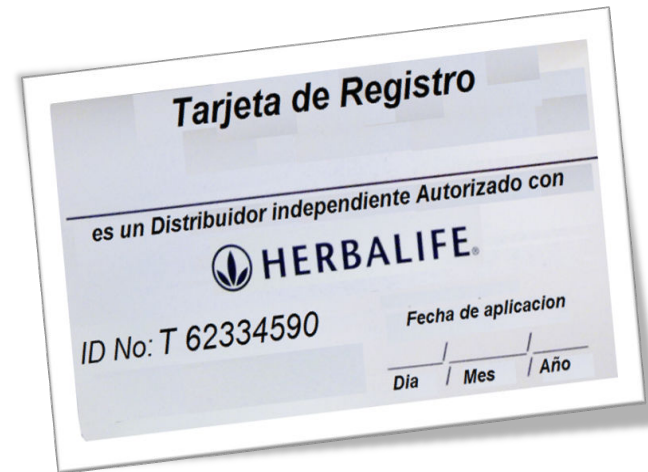 Tarjeta de Registro
es un Distribuidor independiente Autorizado con
HERBALIFE®
ID No: T 62334590
Fecha de aplicacion
/ /
Dia / Mes / Año